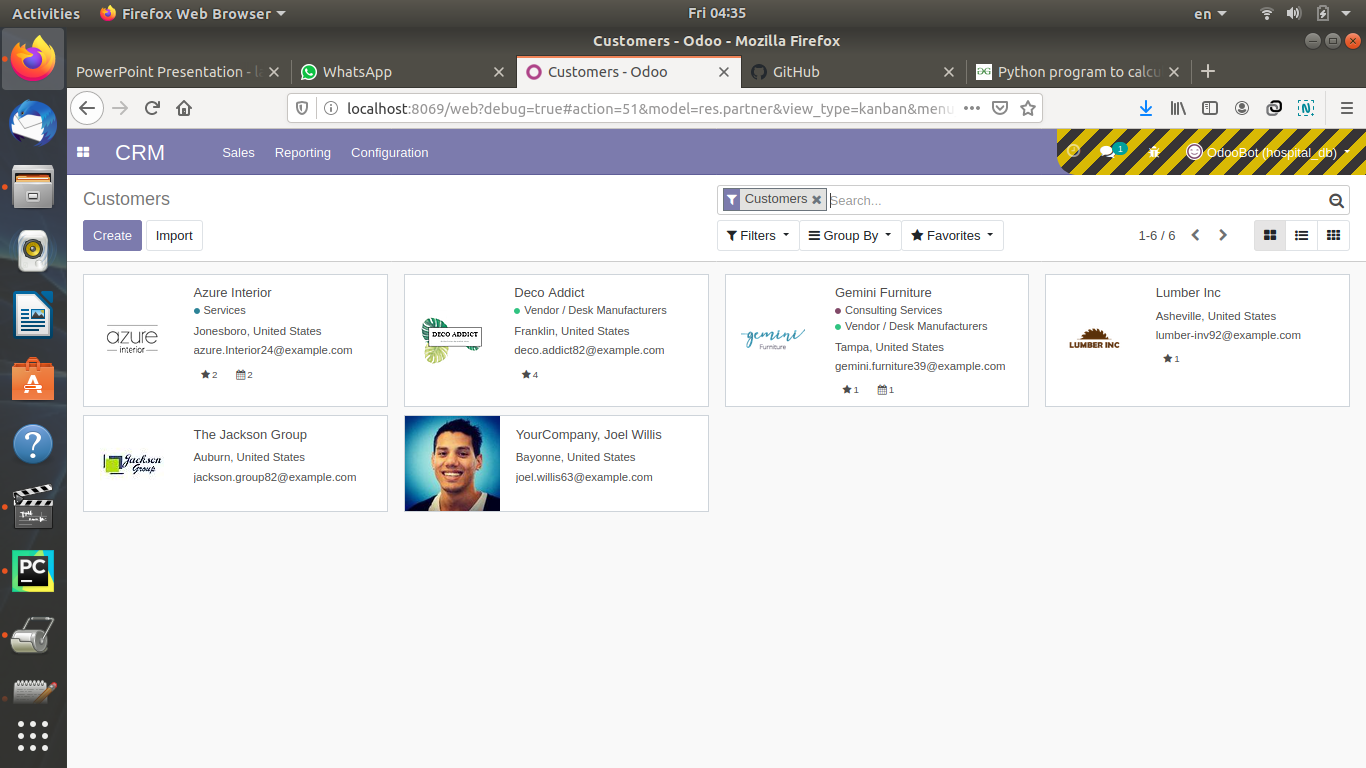 Activities Firefox Web Browser Fri 04:35 en
Customers - Odoo - Mozilla Firefox
PowerPoint Presentation - WhatsApp Customers - Odoo GitHub Python program to calcu
localhost:8069/web?debug=true#action=51&model=res.partner&view_type=kanban&menu
CRM Sales Reporting Configuration 1 OdooBot (hospital_db)
Customers Customers Search...
Create Import Filters Group By Favorites 1-6 / 6
Azure Interior
Services
Jonesboro, United States
azure.Interior24@example.com
2 2
azure
interior
Deco Addict
Vendor / Desk Manufacturers
Franklin, United States
deco.addict82@example.com
4
DECO ADDICT
Gemini Furniture
Consulting Services
Vendor / Desk Manufacturers
Tampa, United States
gemini.furniture39@example.com
1 1
gemini
Furniture
Lumber Inc
Asheville, United States
lumber-inv92@example.com
1
LUMBER INC
The Jackson Group
Auburn, United States
jackson.group82@example.com
Jackson
Group
YourCompany, Joel Willis
Bayonne, United States
joel.willis63@example.com
PC